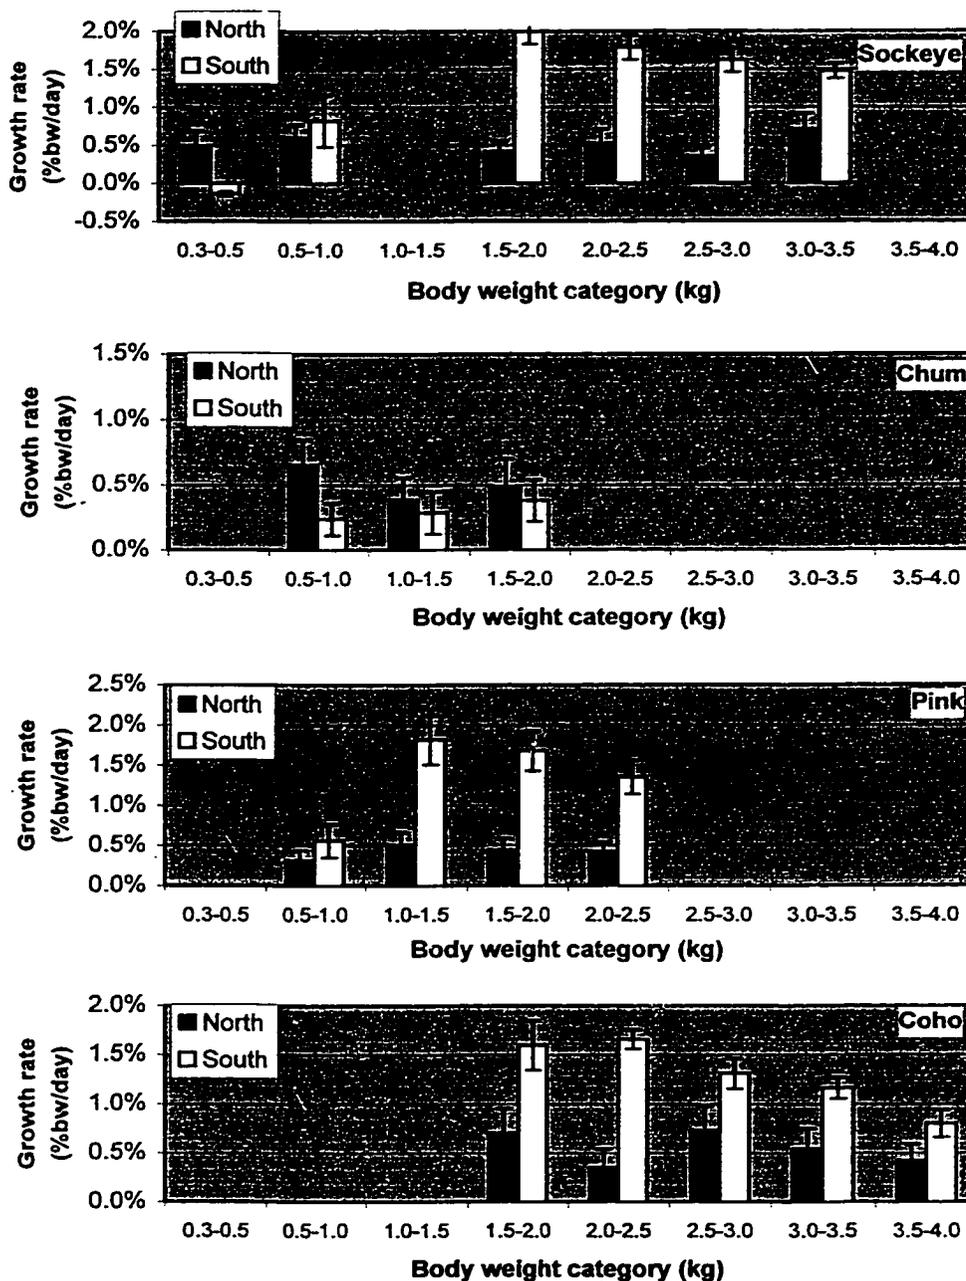 North
South
Sockeye
Growth rate
(%bw/day)
2.0%
1.5%
1.0%
0.5%
0.0%
-0.5%
0.3-0.5 0.5-1.0 1.0-1.5 1.5-2.0 2.0-2.5 2.5-3.0 3.0-3.5 3.5-4.0
Body weight category (kg)
North
South
Chum
Growth rate
(%bw/day)
1.5%
1.0%
0.5%
0.0%
0.3-0.5 0.5-1.0 1.0-1.5 1.5-2.0 2.0-2.5 2.5-3.0 3.0-3.5 3.5-4.0
Body weight category (kg)
North
South
Pink
Growth rate
(%bw/day)
2.5%
2.0%
1.5%
1.0%
0.5%
0.0%
0.3-0.5 0.5-1.0 1.0-1.5 1.5-2.0 2.0-2.5 2.5-3.0 3.0-3.5 3.5-4.0
Body weight category (kg)
North
South
Coho
Growth rate
(%bw/day)
2.0%
1.5%
1.0%
0.5%
0.0%
0.3-0.5 0.5-1.0 1.0-1.5 1.5-2.0 2.0-2.5 2.5-3.0 3.0-3.5 3.5-4.0
Body weight category (kg)